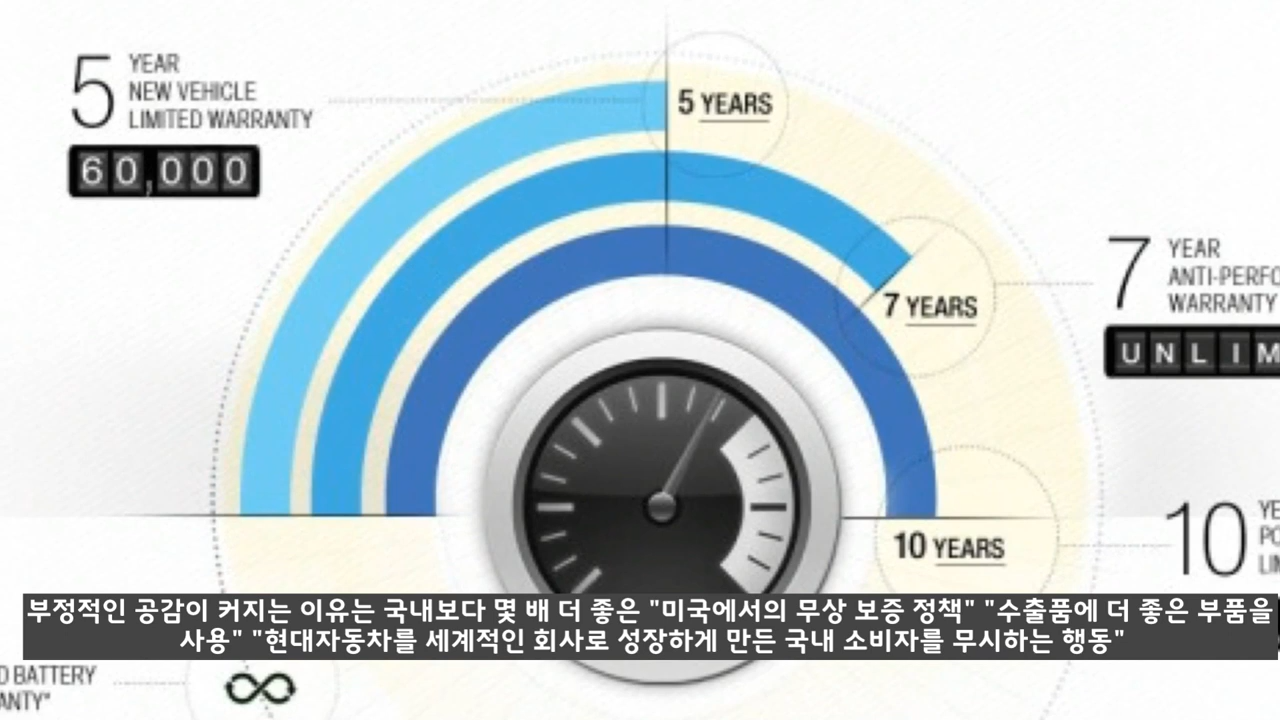 5
YEAR
NEW VEHICLE
LIMITED WARRANTY
60,000
5 YEARS
7
YEAR
WARRANTY
7 YEARS
10
10 YEARS
부정적인 공감이 커지는 이유는 국내보다 몇 배 더 좋은 "미국에서의 무상 보증 정책" "수출품에 더 좋은 부품을
사용" "현대자동차를 세계적인 회사로 성장하게 만든 국내 소비자를 무시하는 행동"
BATTERY